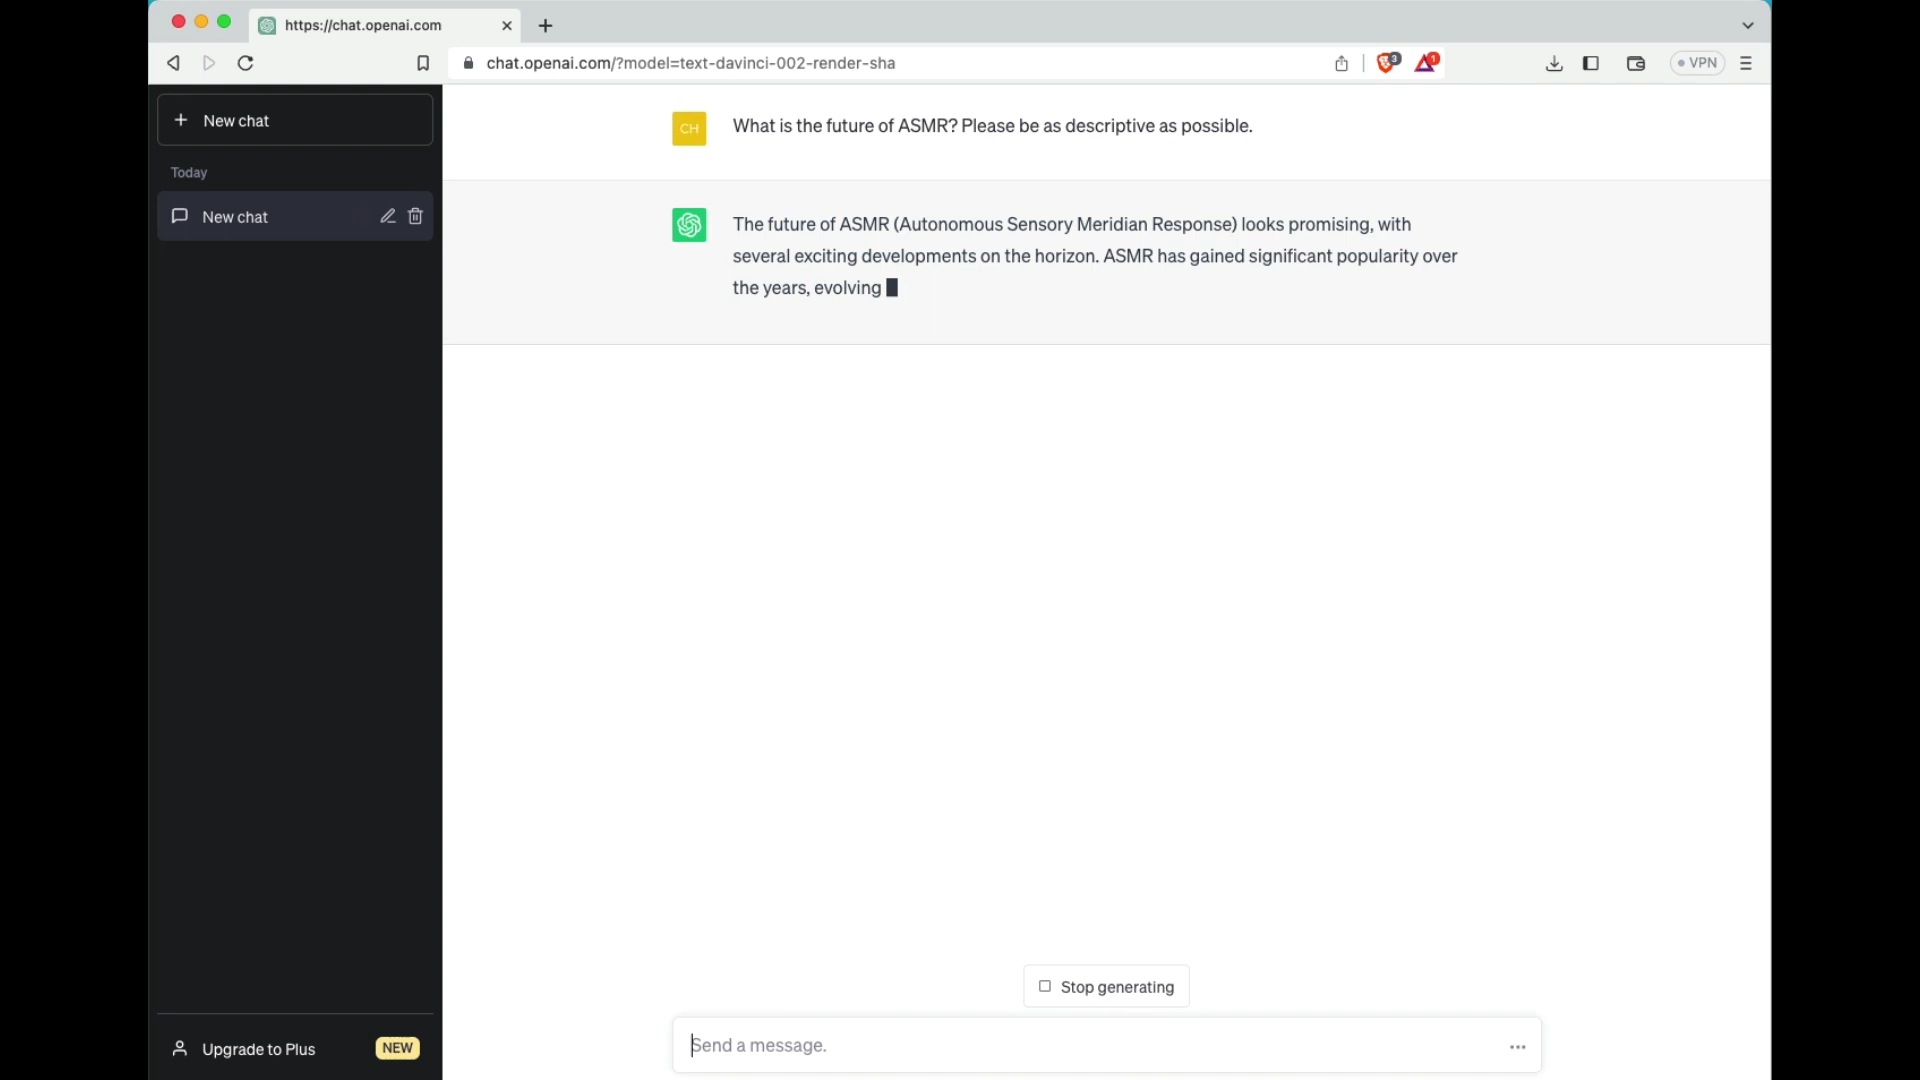 https://chat.openai.com
chat.openai.com/?model=text-davinci-002-render-sha
3
1
VPN
New chat
Today
New chat
CH
What is the future of ASMR? Please be as descriptive as possible.
The future of ASMR (Autonomous Sensory Meridian Response) looks promising, with
several exciting developments on the horizon. ASMR has gained significant popularity over
the years, evolving
Stop generating
Send a message.
Upgrade to Plus
NEW